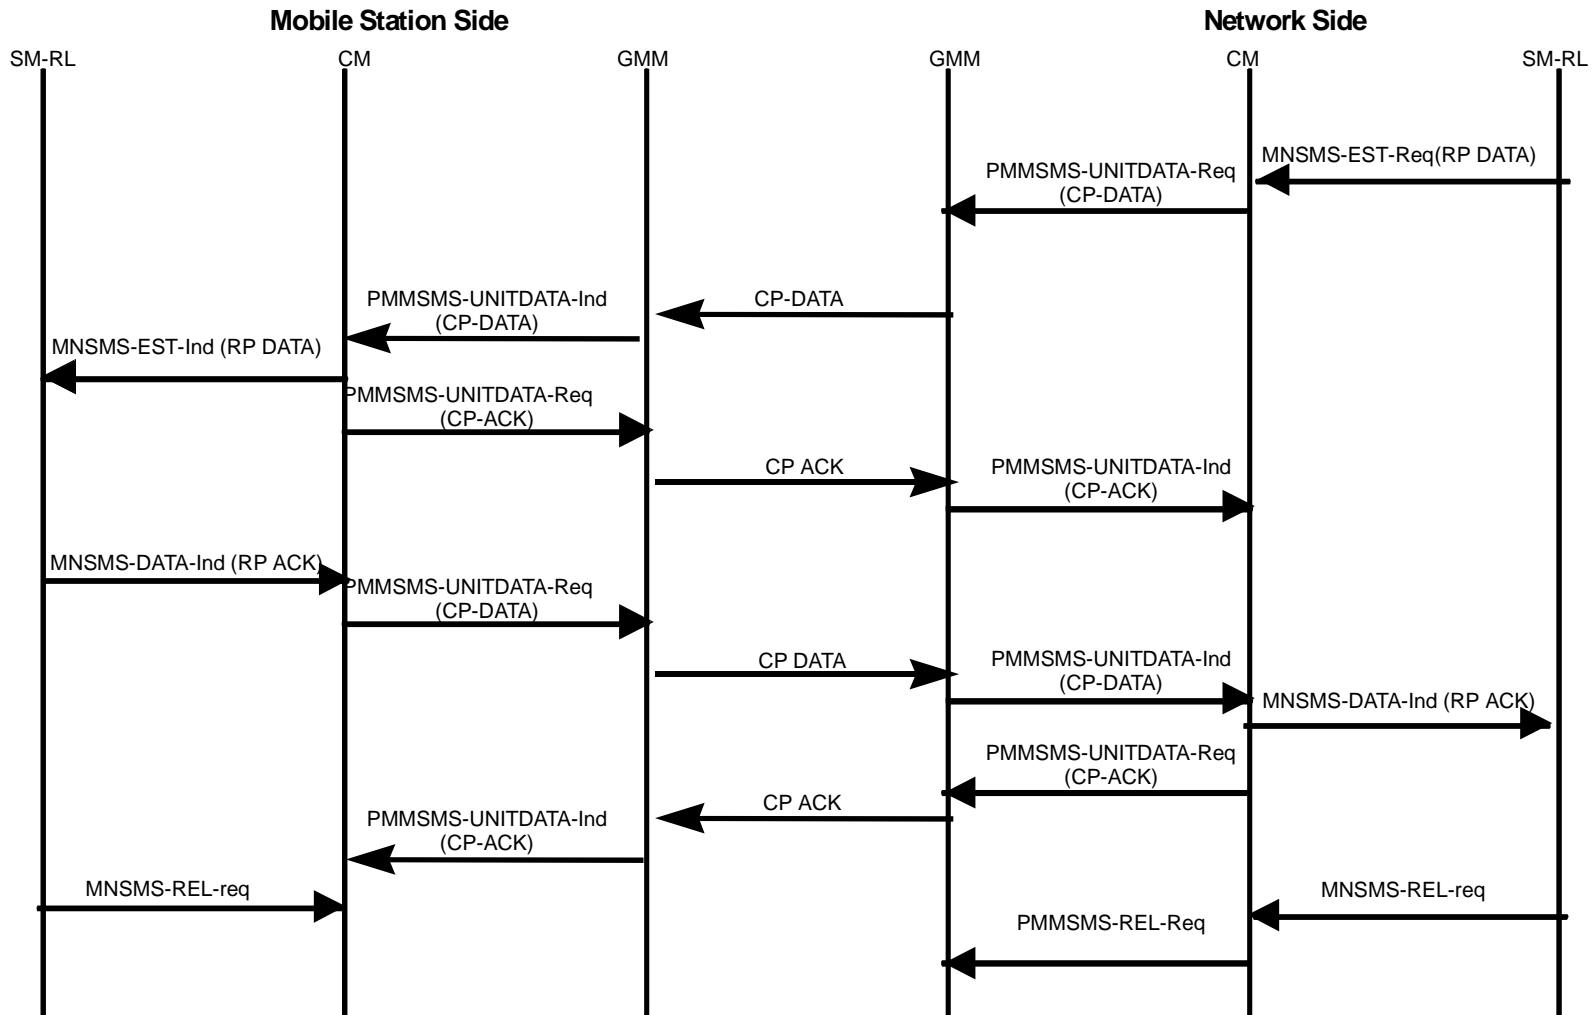 Mobile Station Side
Network Side
SM-RL
CM
GMM
GMM
CM
SM-RL
MNSMS-EST-Req(RP DATA)
PMMSMS-UNITDATA-Req
(CP-DATA)
CP-DATA
PMMSMS-UNITDATA-Ind
(CP-DATA)
MNSMS-EST-Ind (RP DATA)
PMMSMS-UNITDATA-Req
(CP-ACK)
CP ACK
PMMSMS-UNITDATA-Ind
(CP-ACK)
MNSMS-DATA-Ind (RP ACK)
PMMSMS-UNITDATA-Req
(CP-DATA)
CP DATA
PMMSMS-UNITDATA-Ind
(CP-DATA)
MNSMS-DATA-Ind (RP ACK)
PMMSMS-UNITDATA-Req
(CP-ACK)
CP ACK
PMMSMS-UNITDATA-Ind
(CP-ACK)
MNSMS-REL-req
MNSMS-REL-req
PMMSMS-REL-Req